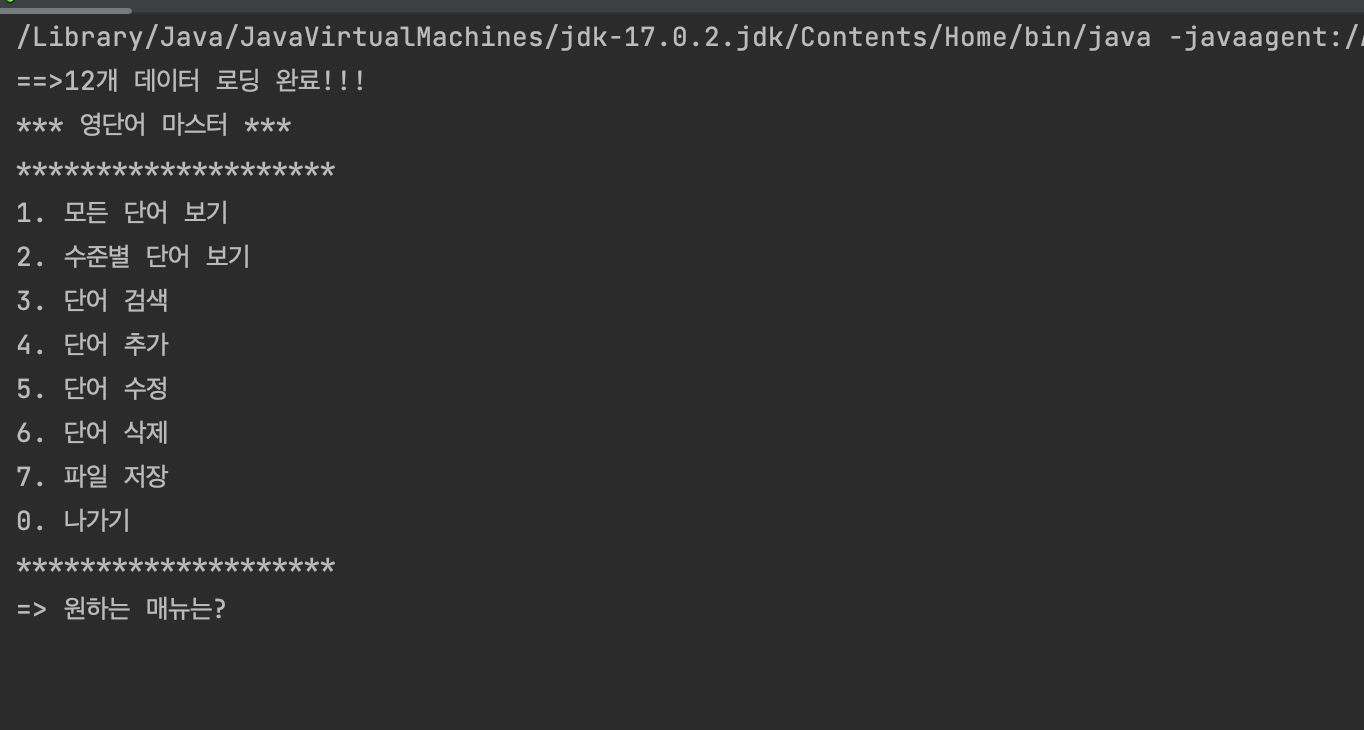 /Library/Java/JavaVirtualMachines/jdk-17.0.2.jdk/Contents/Home/bin/java -javaagent:/
==>12개 데이터 로딩 완료!!!
*** 영단어 마스터 ***
********************
1. 모든 단어 보기
2. 수준별 단어 보기
3. 단어 검색
4. 단어 추가
5. 단어 수정
6. 단어 삭제
7. 파일 저장
0. 나가기
********************
=> 원하는 매뉴는?